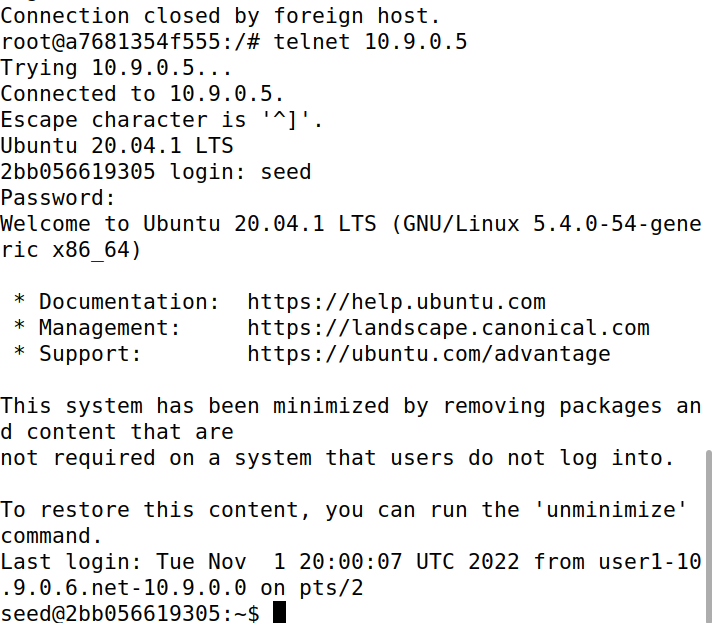 Connection closed by foreign host.
root@a7681354f555:/# telnet 10.9.0.5
Trying 10.9.0.5...
Connected to 10.9.0.5.
Escape character is '^]'.
Ubuntu 20.04.1 LTS
2bb056619305 login: seed
Password:
Welcome to Ubuntu 20.04.1 LTS (GNU/Linux 5.4.0-54-gene
ric x86_64)

 * Documentation:  https://help.ubuntu.com
 * Management:     https://landscape.canonical.com
 * Support:        https://ubuntu.com/advantage

This system has been minimized by removing packages an
d content that are
not required on a system that users do not log into.

To restore this content, you can run the 'unminimize'
command.
Last login: Tue Nov  1 20:00:07 UTC 2022 from user1-10
.9.0.6.net-10.9.0.0 on pts/2
seed@2bb056619305:~$